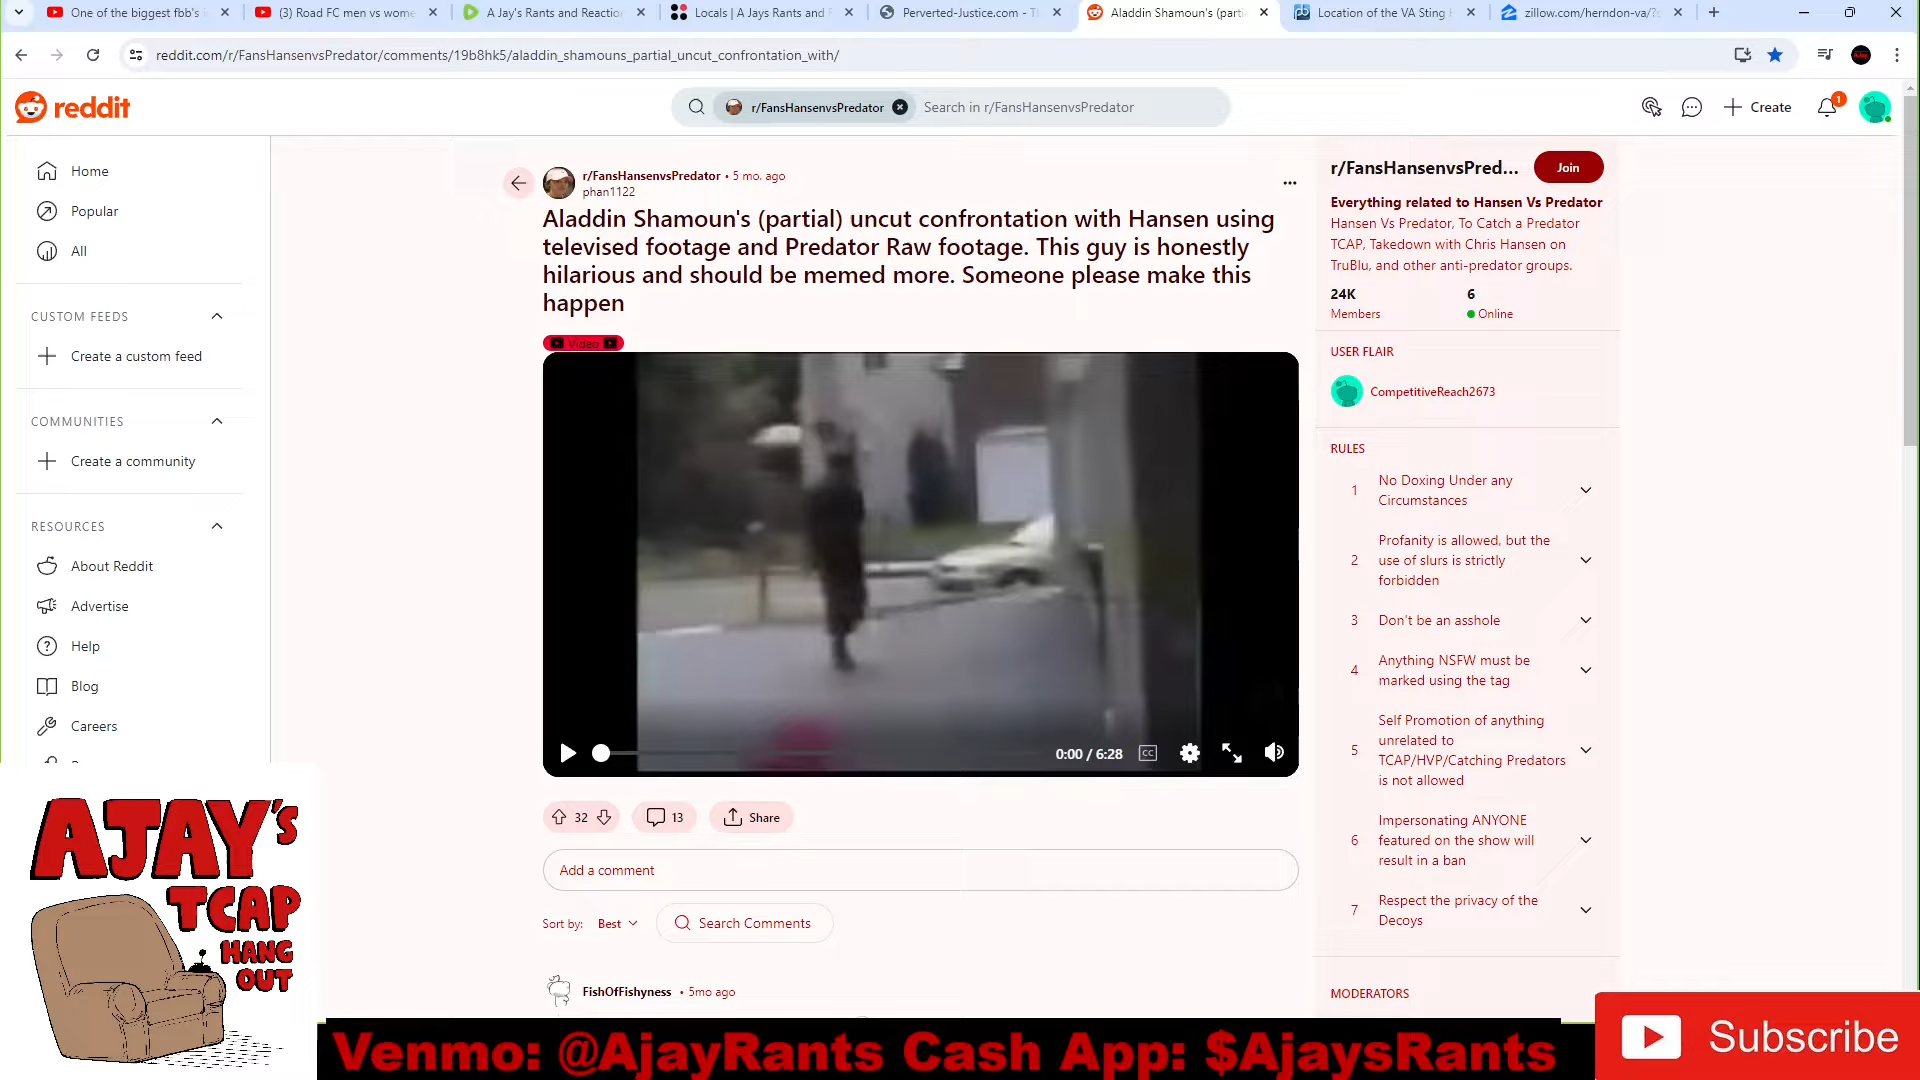 One of the biggest fbb's i
(3) Road FC men vs wome
A Jay's Rants and Reaction
Locals | A Jays Rants and R
Perverted-Justice.com - Th
Aladdin Shamoun's (parti
Location of the VA Sting H
zillow.com/herndon-va/?s
reddit.com/r/FansHansenvsPredator/comments/19b8hk5/aladdin_shamouns_partial_uncut_confrontation_with/
reddit
r/FansHansenvsPredator
Search in r/FansHansenvsPredator
Create
1
Home
Popular
All
CUSTOM FEEDS
Create a custom feed
COMMUNITIES
Create a community
RESOURCES
About Reddit
Advertise
Help
Blog
Careers
r/FansHansenvsPredator • 5 mo. ago
phan1122
Aladdin Shamoun's (partial) uncut confrontation with Hansen using
televised footage and Predator Raw footage. This guy is honestly
hilarious and should be memed more. Someone please make this
happen
Video
0:00 / 6:28
CC
32
13
Share
Add a comment
Sort by:
Best
Search Comments
FishOfFishyness • 5mo ago
r/FansHansenvsPred...
Join
Everything related to Hansen Vs Predator
Hansen Vs Predator, To Catch a Predator
TCAP, Takedown with Chris Hansen on
TruBlu, and other anti-predator groups.
24K
Members
6
Online
USER FLAIR
CompetitiveReach2673
RULES
1
No Doxing Under any
Circumstances
2
Profanity is allowed, but the
use of slurs is strictly
forbidden
3
Don't be an asshole
4
Anything NSFW must be
marked using the tag
5
Self Promotion of anything
unrelated to
TCAP/HVP/Catching Predators
is not allowed
6
Impersonating ANYONE
featured on the show will
result in a ban
7
Respect the privacy of the
Decoys
MODERATORS
AJAY's
TCAP
HANG
OUT
Venmo: @AjayRants Cash App: $AjaysRants
Subscribe